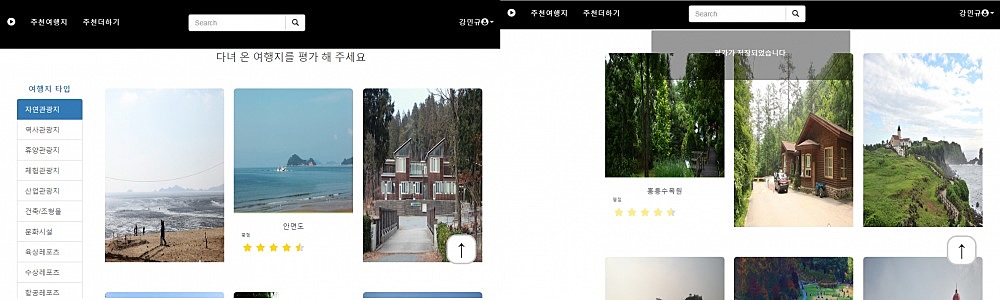 추천여행지 추천더하기 Search 강민규
다녀 온 여행지를 평가 해 주세요
여행지 타입
자연관광지
역사관광지
휴양관광지
체험관광지
산업관광지
건축/조형물
문화시설
육상레포츠
수상레포츠
항공레포츠
안면도
평점
↑
추천여행지 추천더하기 Search 강민규
평가가 저장되었습니다.
홍릉수목원
평점
↑